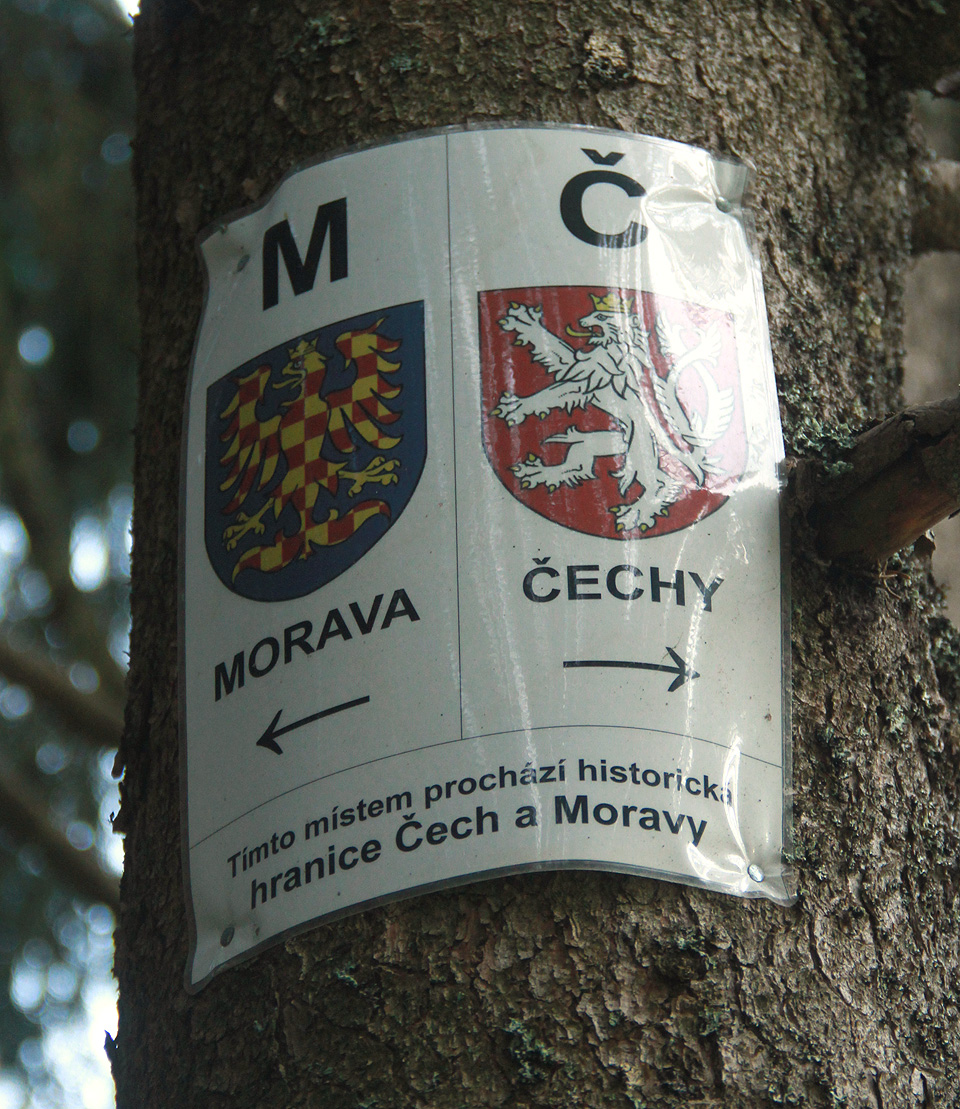 M
Č
MORAVA
ČECHY
Tímto místem prochází historická
hranice Čech a Moravy